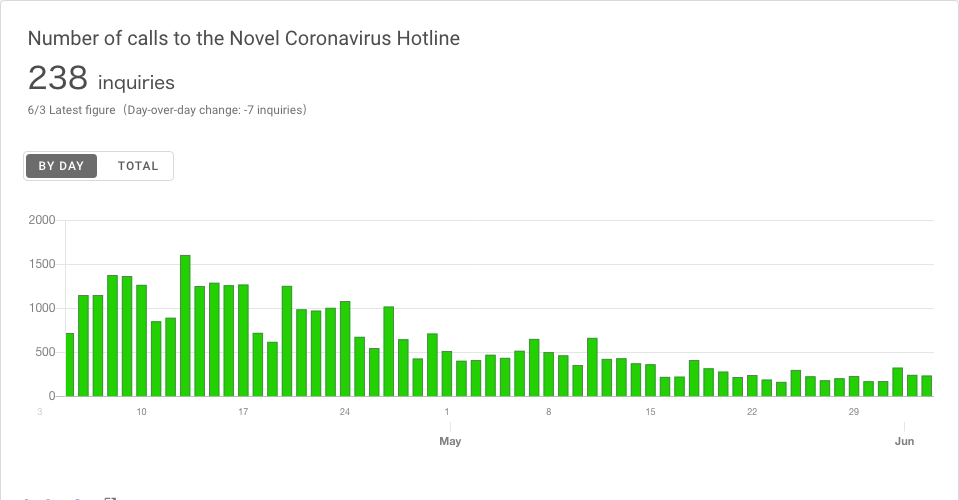 Number of calls to the Novel Coronavirus Hotline
238 inquiries
6/3 Latest figure（Day-over-day change: -7 inquiries）
BY DAY TOTAL
2000
1500
1000
500
0
3 10 17 24 1 8 15 22 29
May Jun